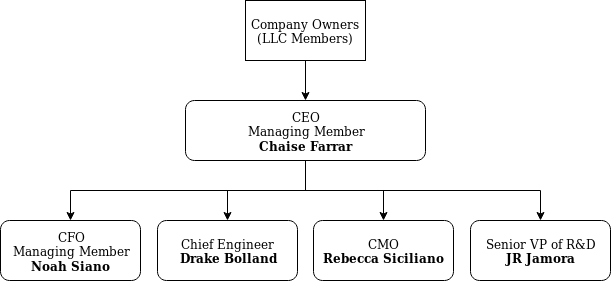 Company Owners
(LLC Members)
CEO
Managing Member
Chaise Farrar
CFO
Managing Member
Noah Siano
Chief Engineer
Drake Bolland
CMO
Rebecca Siciliano
Senior VP of R&D
JR Jamora